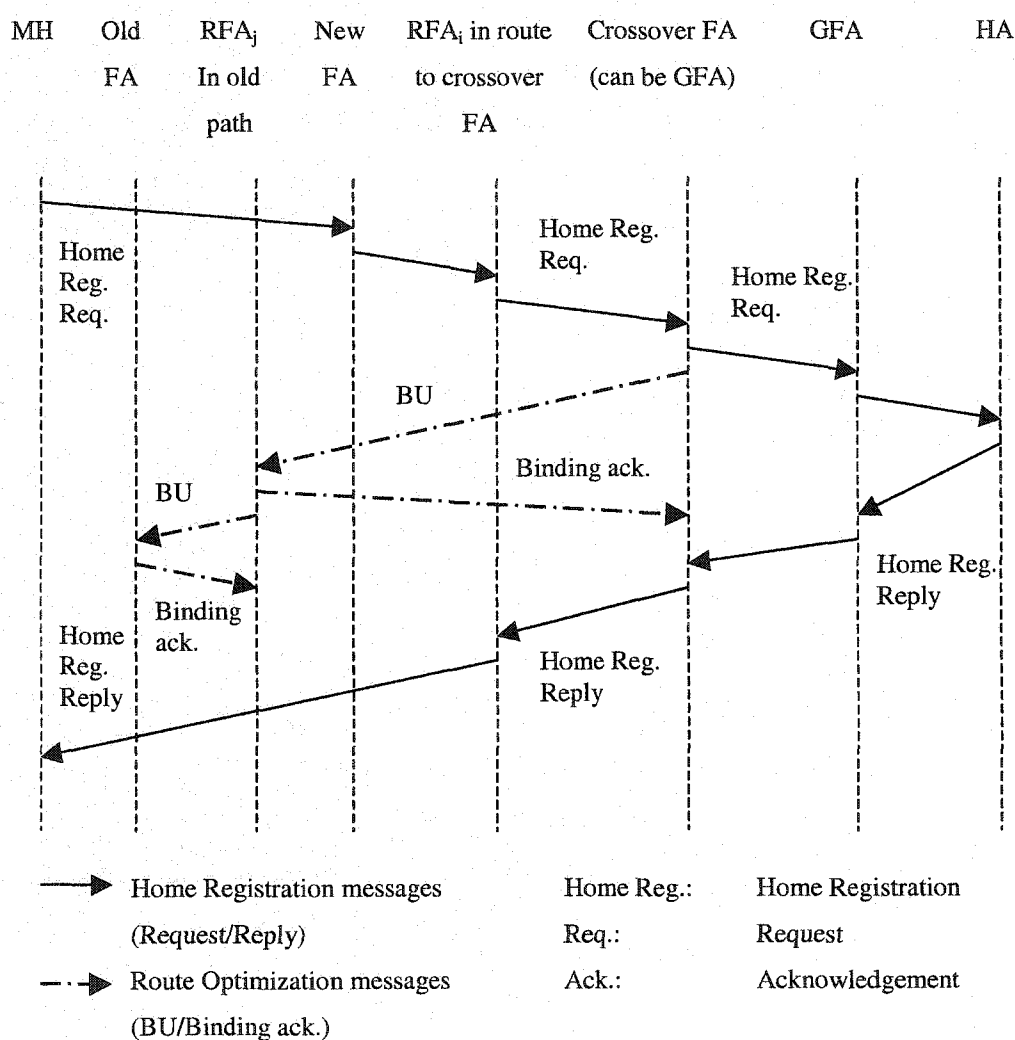 MH Old RFAj New RFAi in route Crossover FA GFA HA
FA In old FA to crossover (can be GFA)
path FA
Home Reg.
Req.
Home
Reg.
Req.
Home Reg.
Req.
BU
Binding ack.
BU
Home Reg.
Reply
Binding
ack.
Home
Reg.
Reply
Home Reg.
Reply
Home Registration messages Home Reg.: Home Registration
(Request/Reply) Req.: Request
Route Optimization messages Ack.: Acknowledgement
(BU/Binding ack.)